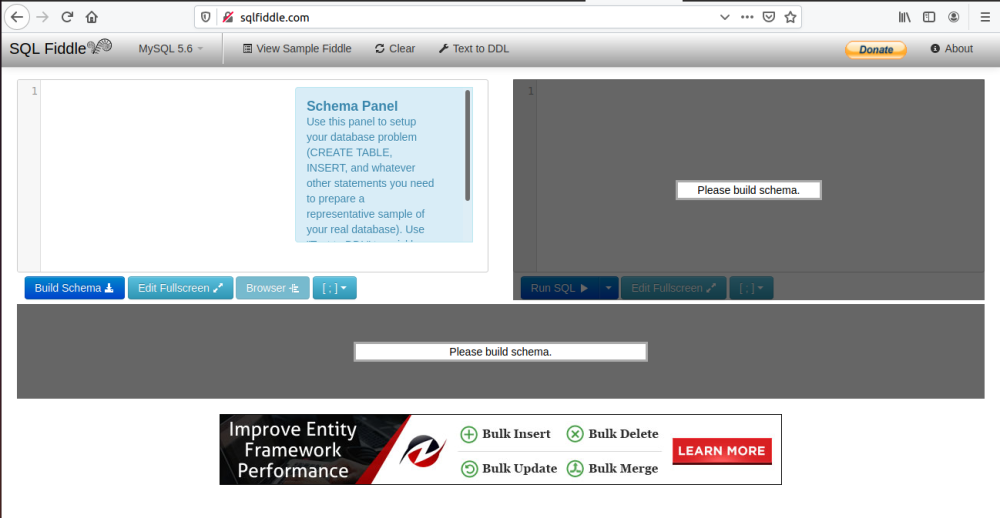 sqlfiddle.com
SQL Fiddle
MySQL 5.6
View Sample Fiddle
Clear
Text to DDL
Donate
About
1
Schema Panel
Use this panel to setup
your database problem
(CREATE TABLE,
INSERT, and whatever
other statements you need
to prepare a
representative sample of
your real database). Use
1
Please build schema.
Build Schema
Edit Fullscreen
Browser
[ ; ]
Run SQL
Edit Fullscreen
[ ; ]
Please build schema.
Improve Entity
Framework
Performance
Bulk Insert
Bulk Delete
Bulk Update
Bulk Merge
LEARN MORE